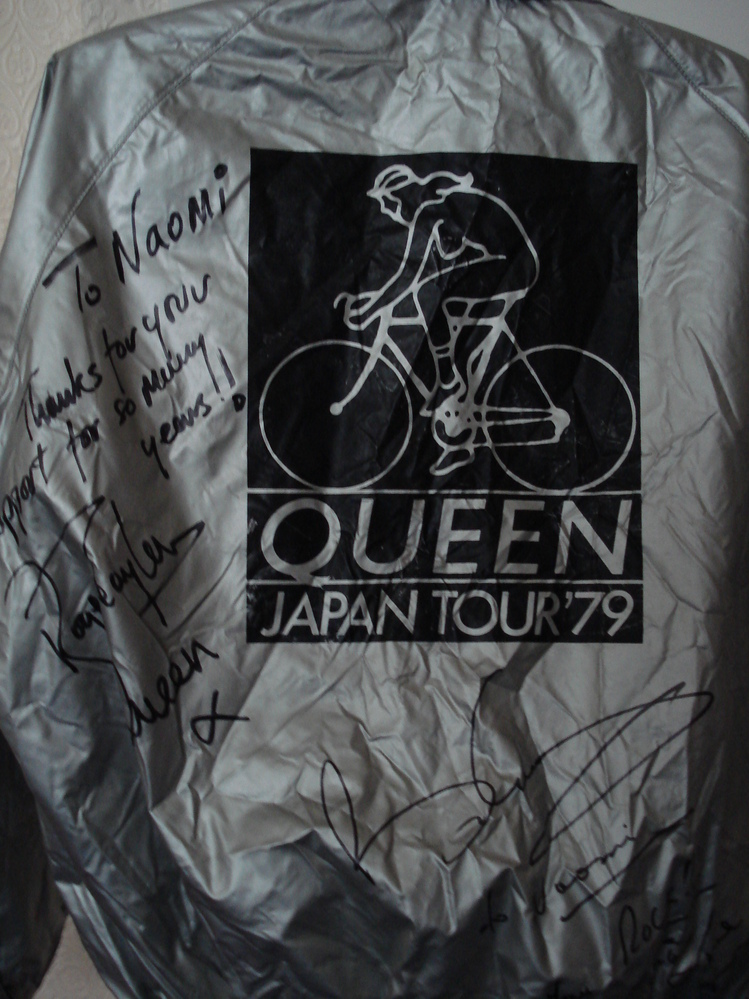 To Naomi
Thanks for your
support for so many
years!!
Roger Taylor
Queen
x
QUEEN
JAPAN TOUR '79
to Naomi